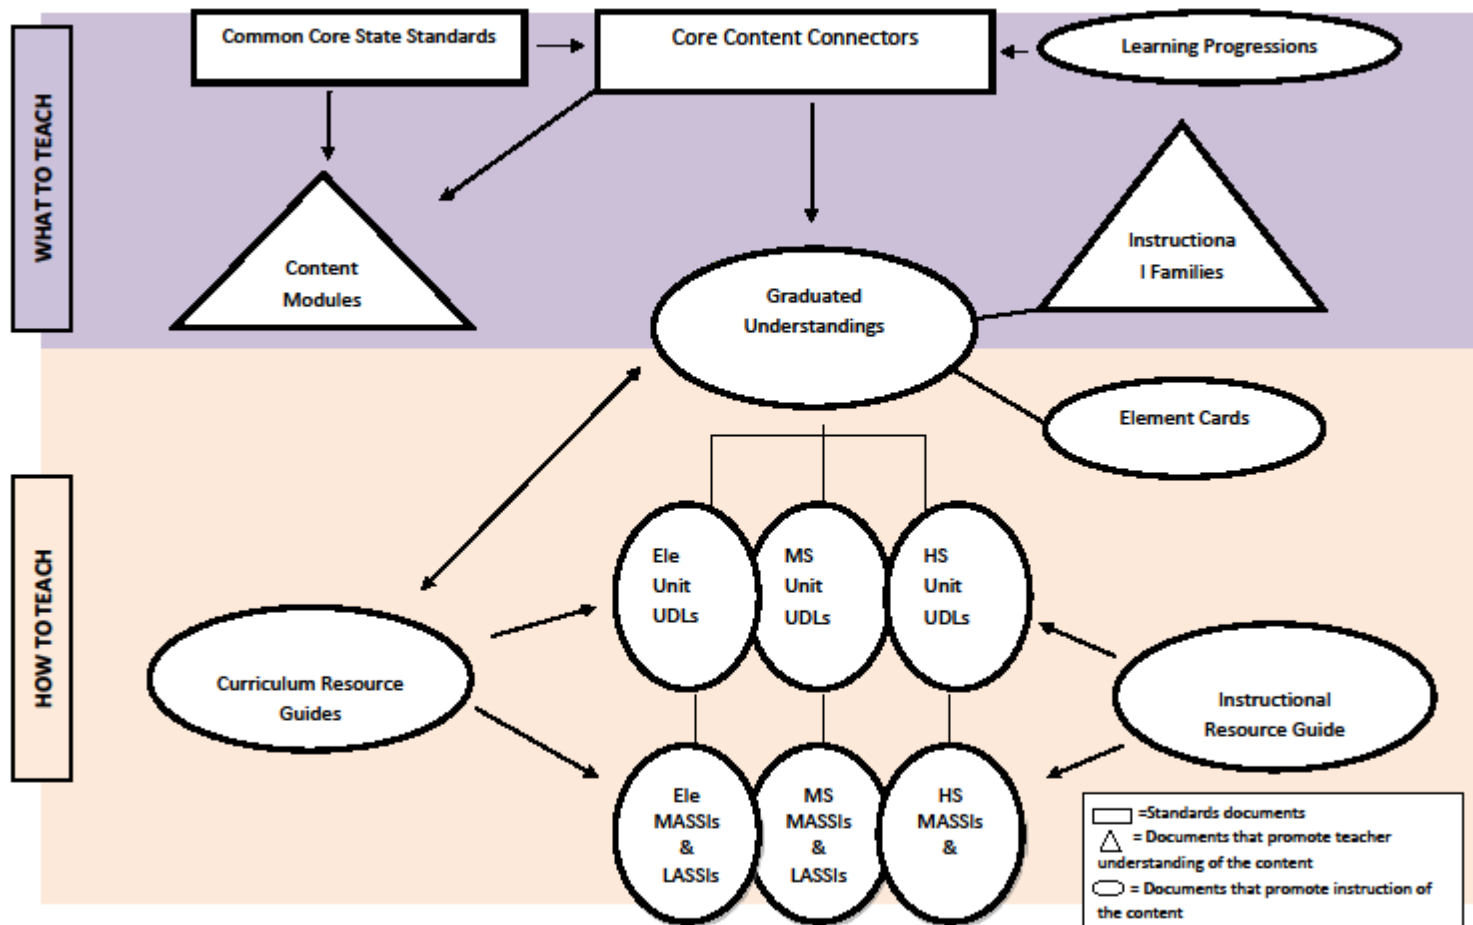 WHAT TO TEACH
Common Core State Standards
Core Content Connectors
Learning Progressions
Content
Modules
Instructiona
l Families
Graduated
Understandings
Element Cards
HOW TO TEACH
Ele
Unit
UDLs
MS
Unit
UDLs
HS
Unit
UDLs
Curriculum Resource
Guides
Instructional
Resource Guide
Ele
MASSIs
&
LASSIs
MS
MASSIs
&
LASSIs
HS
MASSIs
&
=Standards documents
= Documents that promote teacher
understanding of the content
= Documents that promote instruction of
the content